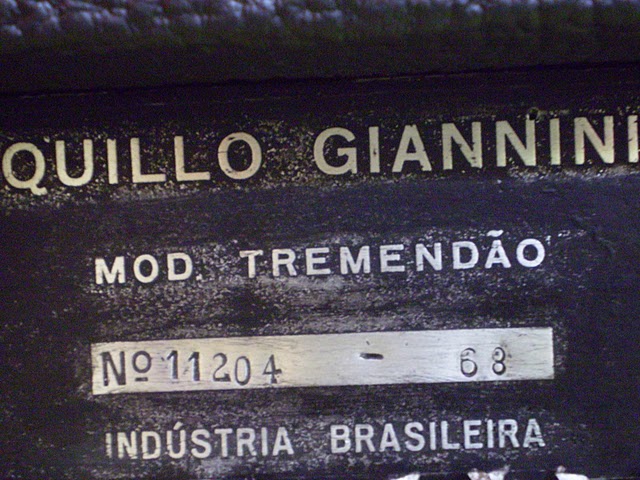 QUILLO GIANNINI
MOD. TREMENDÃO
Nº 11204 - 68
INDÚSTRIA BRASILEIRA